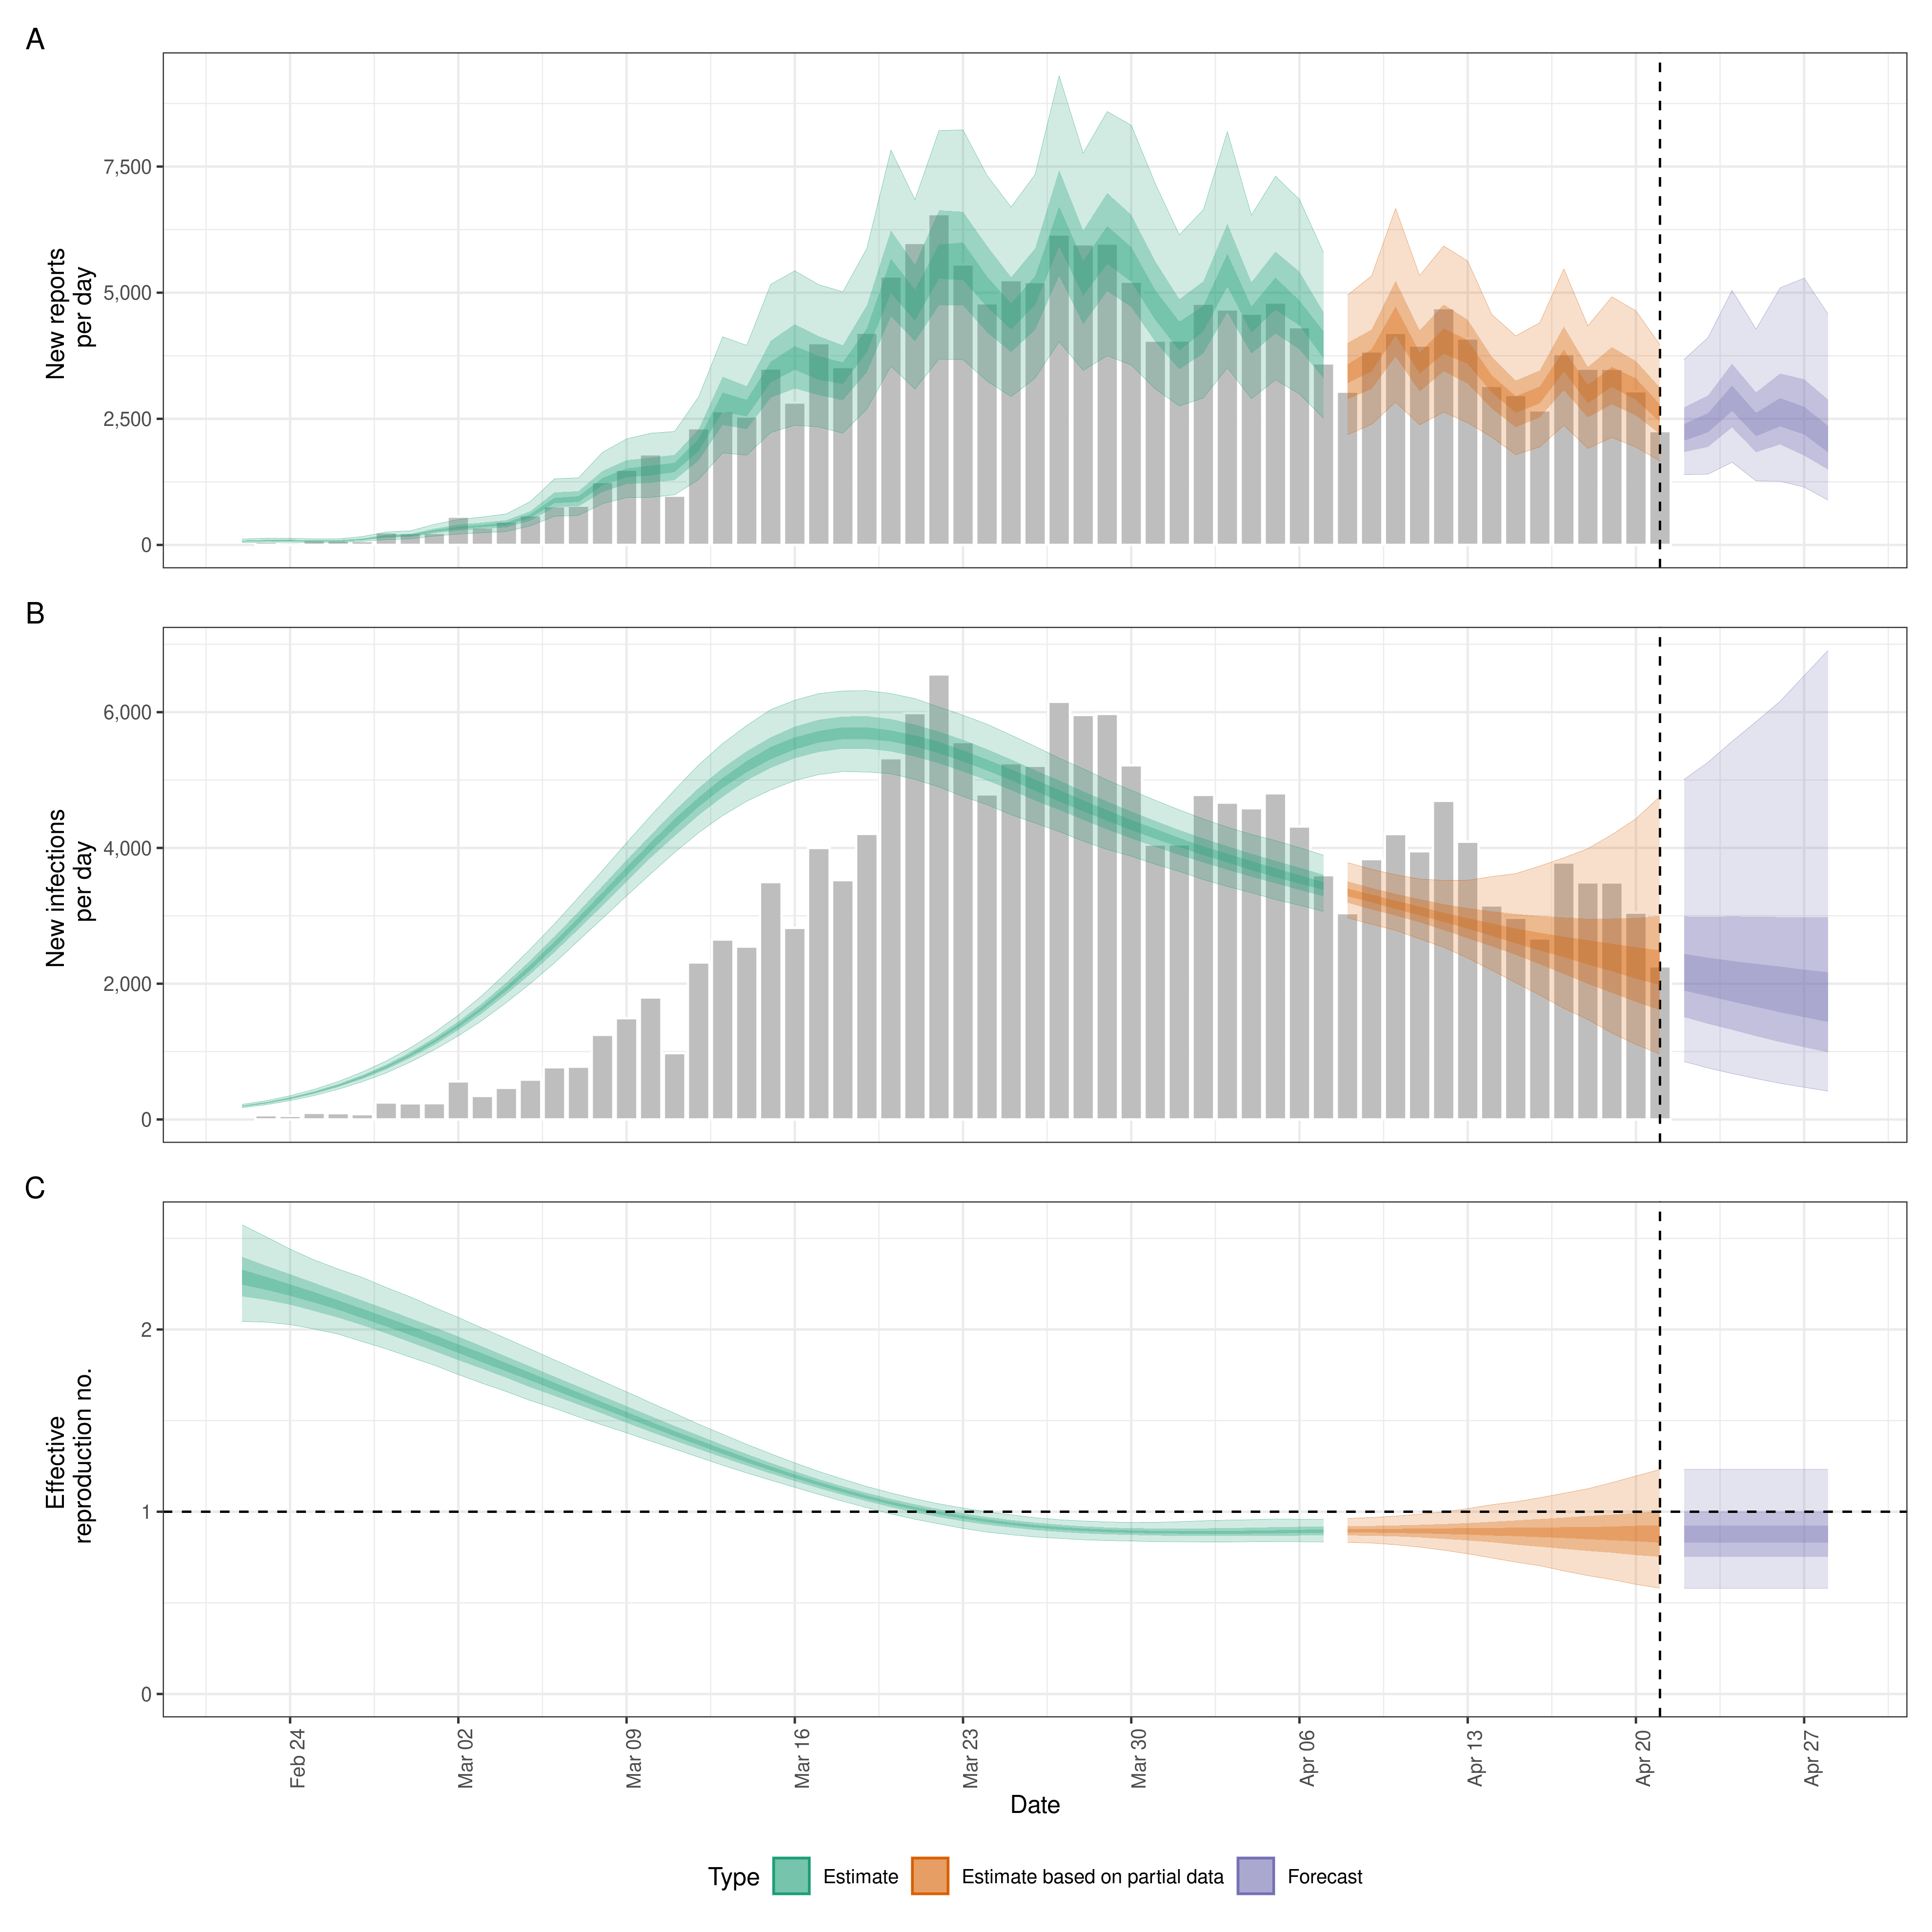 A
New reports
per day
7,500
5,000
2,500
0
B
New infections
per day
6,000
4,000
2,000
0
C
Effective
reproduction no.
2
1
0
Feb 24
Mar 02
Mar 09
Mar 16
Mar 23
Mar 30
Apr 06
Apr 13
Apr 20
Apr 27
Date
Type Estimate Estimate based on partial data Forecast